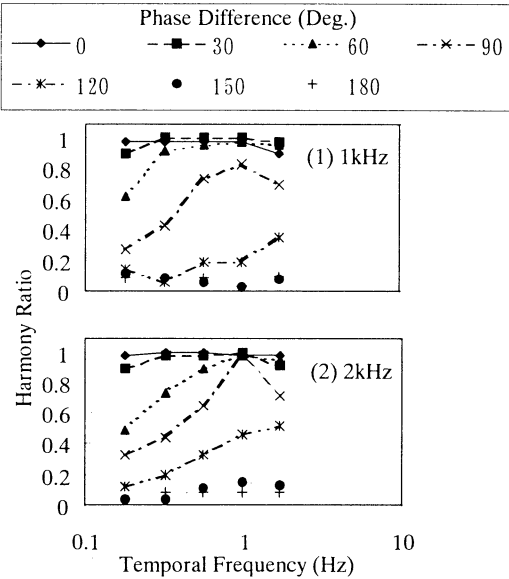 Phase Difference (Deg.)
0 30 60 90
120 150 180
Harmony Ratio
1
0.8
0.6
0.4
0.2
0
(1) 1kHz
1
0.8
0.6
0.4
0.2
0
(2) 2kHz
0.1 1 10
Temporal Frequency (Hz)